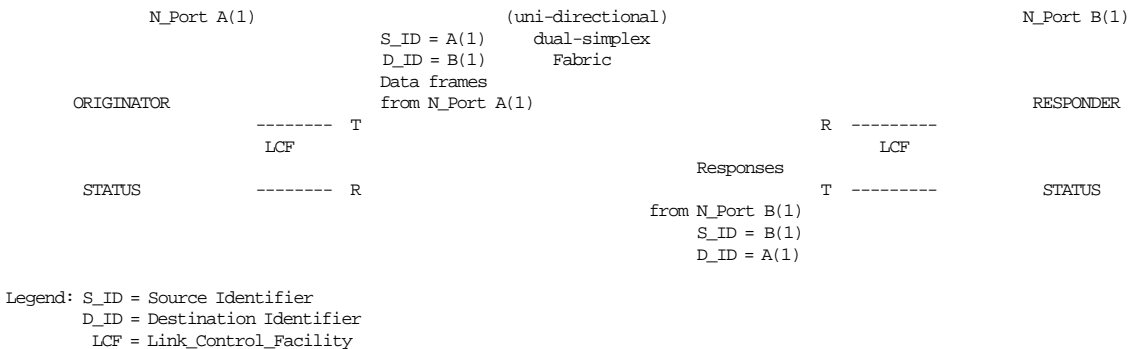 N_Port A(1) (uni-directional) N_Port B(1)
S_ID = A(1) dual-simplex
D_ID = B(1) Fabric
Data frames
ORIGINATOR from N_Port A(1) RESPONDER
-------- T R ---------
LCF LCF
Responses
STATUS -------- R T --------- STATUS
from N_Port B(1)
S_ID = B(1)
D_ID = A(1)
Legend: S_ID = Source Identifier
D_ID = Destination Identifier
LCF = Link_Control_Facility